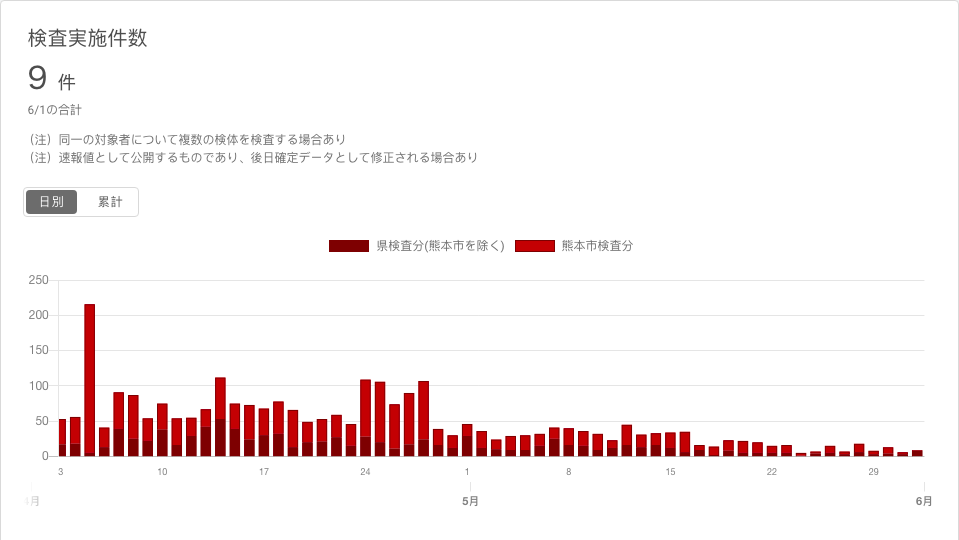 検査実施件数
9 件
6/1の合計
（注）同一の対象者について複数の検体を検査する場合あり
（注）速報値として公開するものであり、後日確定データとして修正される場合あり
日別 累計
県検査分(熊本市を除く) 熊本市検査分
250
200
150
100
50
0
3 10 17 24 1 8 15 22 29
月 5月 6月